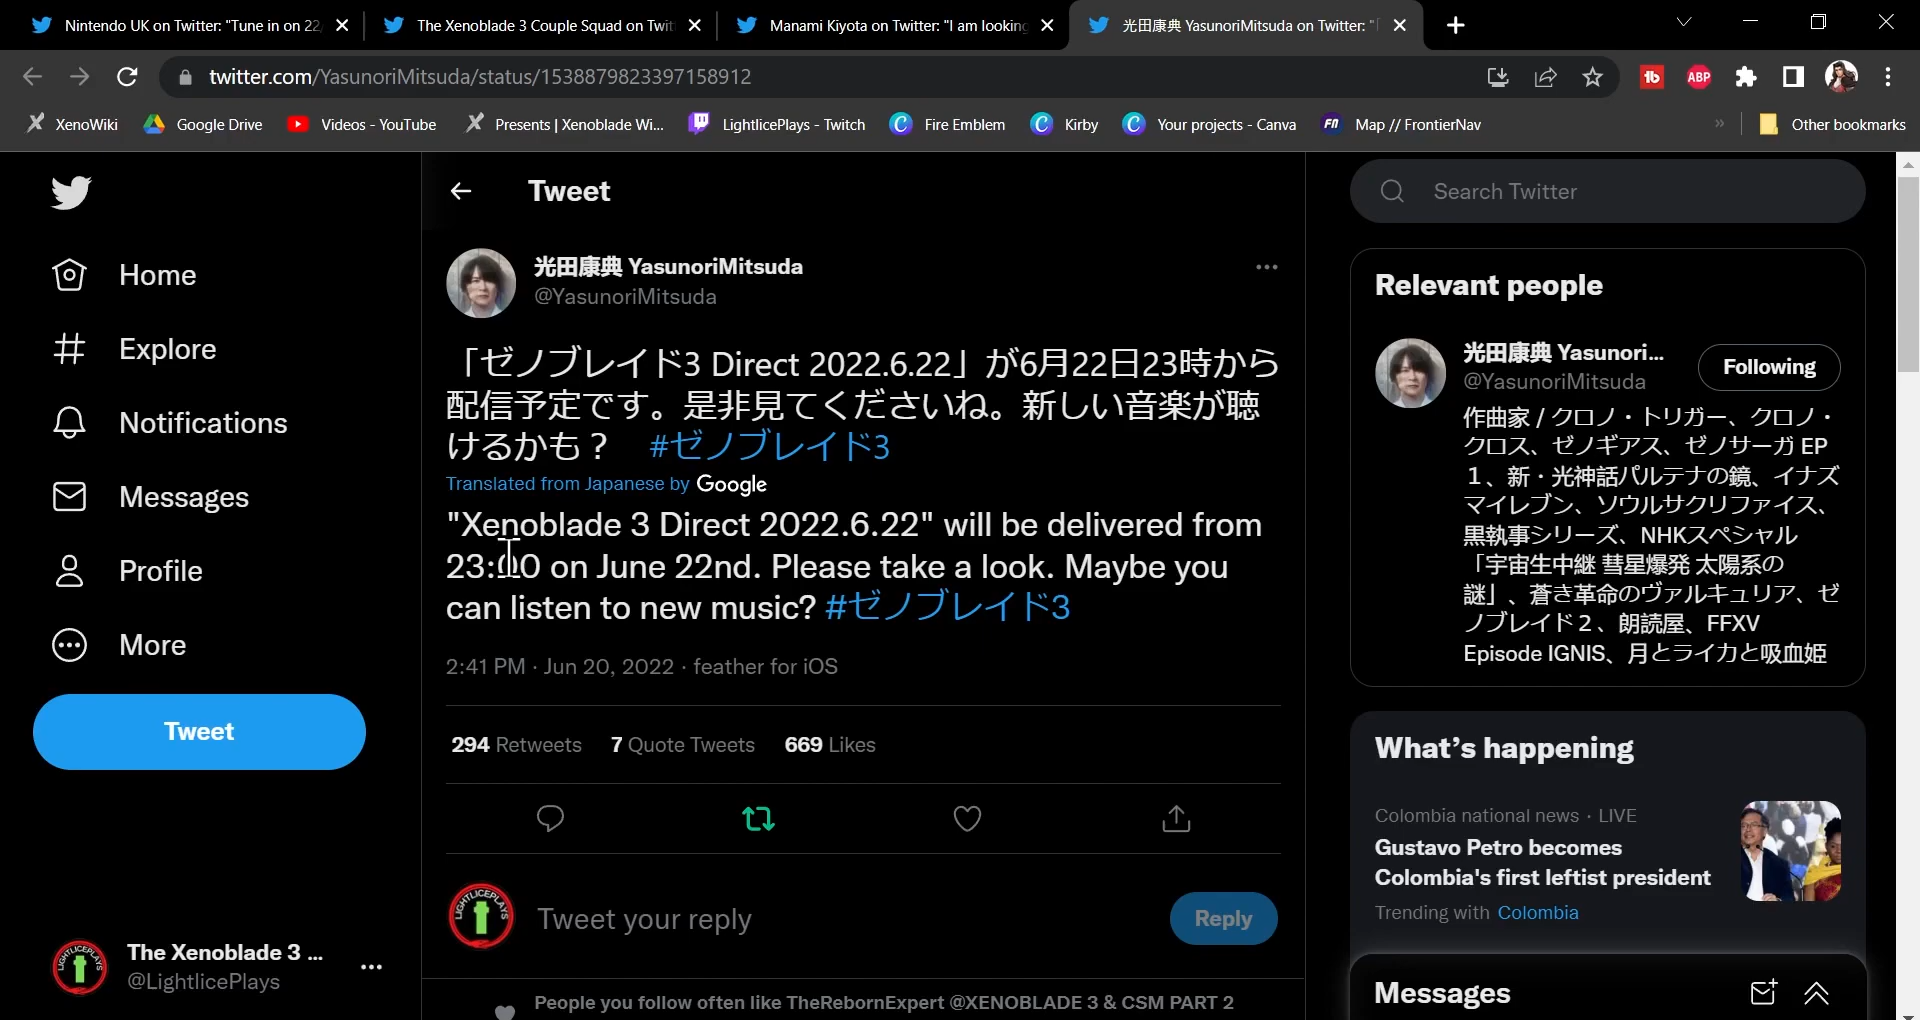 Nintendo UK on Twitter: "Tune in on 22
The Xenoblade 3 Couple Squad on Twit
Manami Kiyota on Twitter: "I am looking
光田康典 YasunoriMitsuda on Twitter: "「
twitter.com/YasunoriMitsuda/status/1538879823397158912
ABP
XenoWiki
Google Drive
Videos - YouTube
Presents | Xenoblade Wi...
LightlicePlays - Twitch
Fire Emblem
Kirby
Your projects - Canva
FN
Map // FrontierNav
»
Other bookmarks
Tweet
Search Twitter
Home
Explore
Notifications
Messages
Profile
More
Tweet
光田康典 YasunoriMitsuda
@YasunoriMitsuda
「ゼノブレイド3 Direct 2022.6.22」が6月22日23時から
配信予定です。是非見てくださいね。新しい音楽が聴
けるかも？ #ゼノブレイド3
Translated from Japanese by Google
"Xenoblade 3 Direct 2022.6.22" will be delivered from
23:00 on June 22nd. Please take a look. Maybe you
can listen to new music? #ゼノブレイド3
2:41 PM · Jun 20, 2022 · feather for iOS
294 Retweets 7 Quote Tweets 669 Likes
LIGHTLICEPLAYS
Tweet your reply
Reply
People you follow often like TheRebornExpert @XENOBLADE 3 & CSM PART 2
LIGHTLICEPLAYS
The Xenoblade 3 ...
@LightlicePlays
Relevant people
光田康典 Yasunori...
@YasunoriMitsuda
Following
作曲家 / クロノ・トリガー、クロノ・
クロス、ゼノギアス、ゼノサーガ EP
１、新・光神話パルテナの鏡、イナズ
マイレブン、ソウルサクリファイス、
黒執事シリーズ、NHKスペシャル
「宇宙生中継 彗星爆発 太陽系の
謎」、蒼き革命のヴァルキュリア、ゼ
ノブレイド２、朗読屋、FFXV
Episode IGNIS、月とライカと吸血姫
What's happening
Colombia national news · LIVE
Gustavo Petro becomes
Colombia's first leftist president
Trending with Colombia
Messages